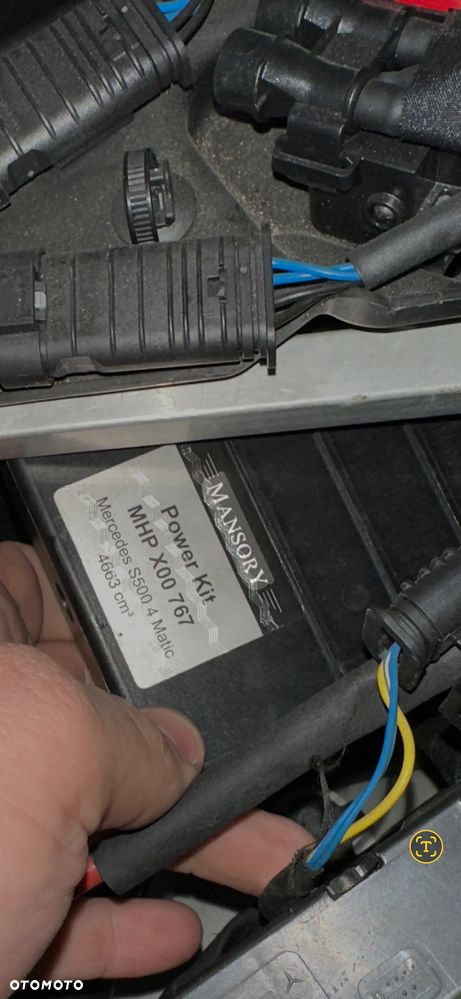 MANSORY
Power Kit
MHP X00 767
Mercedes S500 4 Matic
4663 cm³
T
OTOMOTO